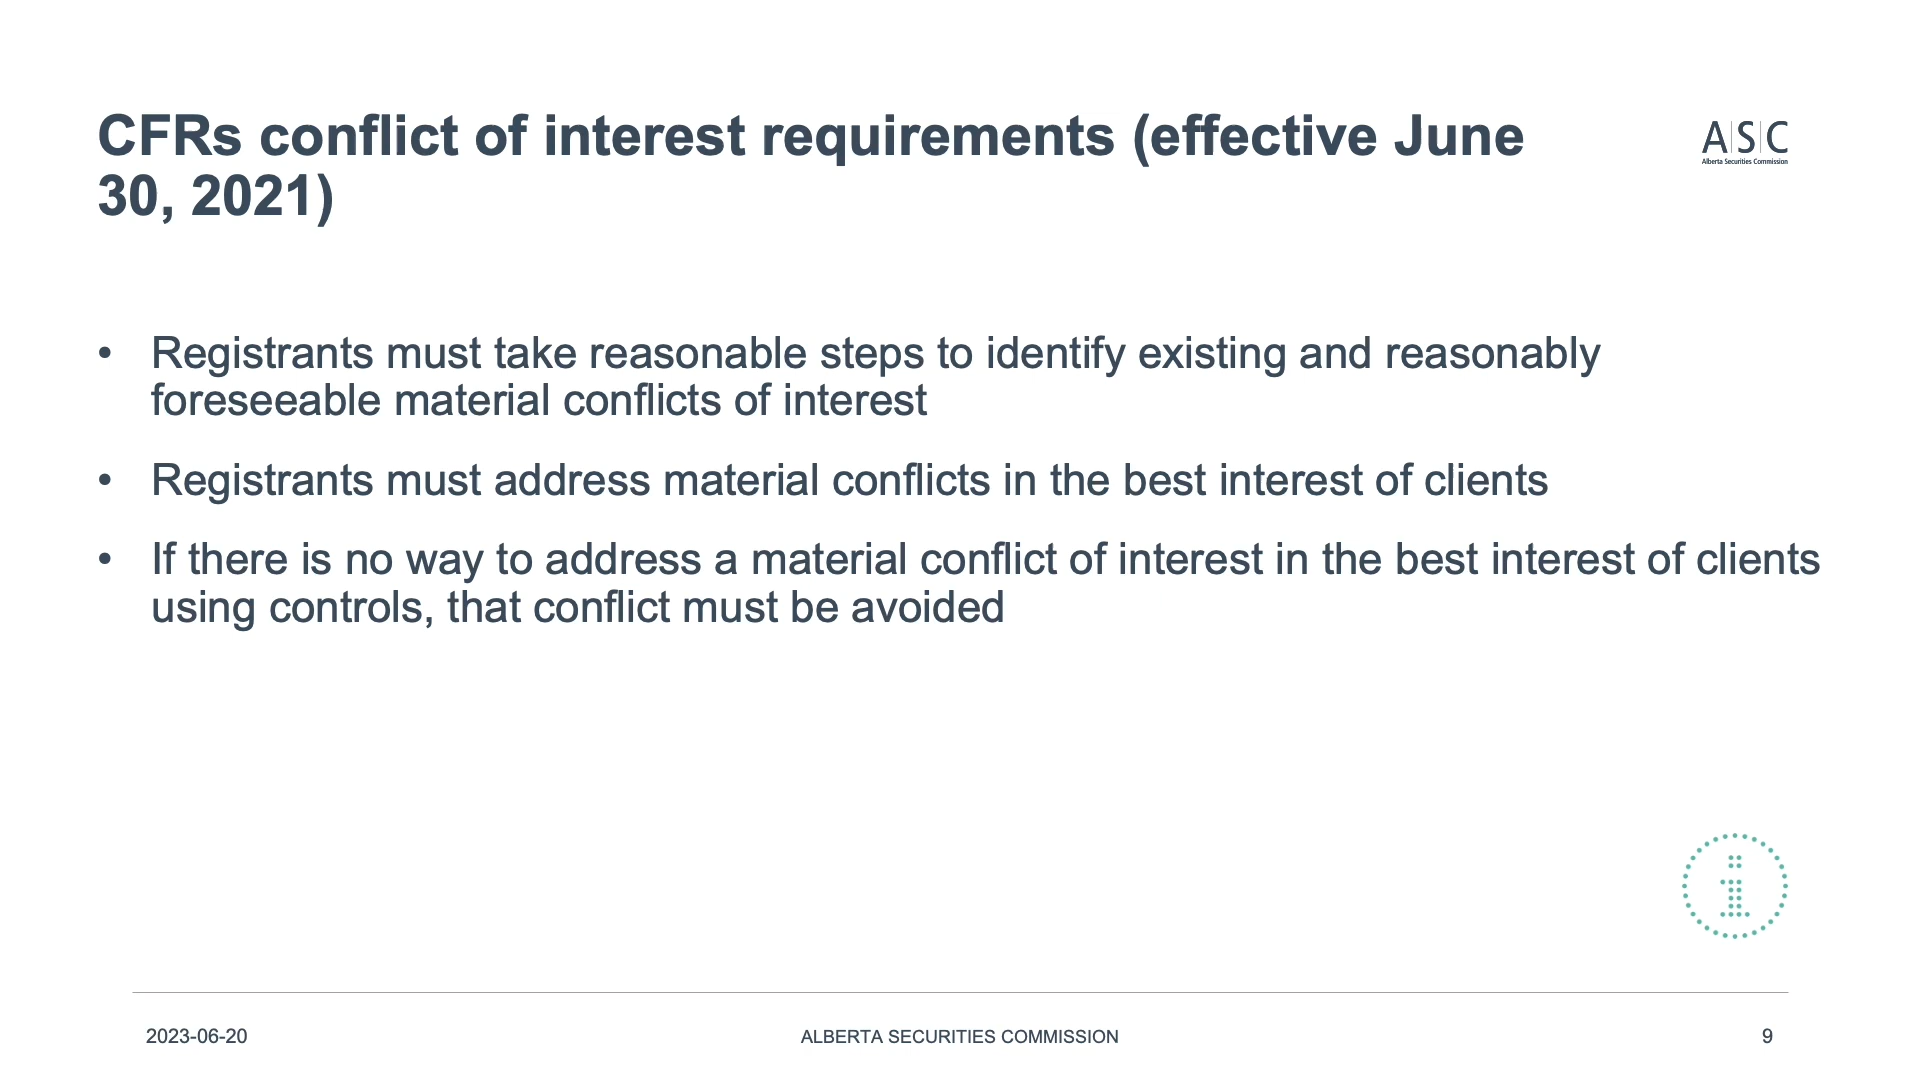 CFRs conflict of interest requirements (effective June
30, 2021)
A|S|C
Alberta Securities Commission
• Registrants must take reasonable steps to identify existing and reasonably
foreseeable material conflicts of interest
• Registrants must address material conflicts in the best interest of clients
• If there is no way to address a material conflict of interest in the best interest of clients
using controls, that conflict must be avoided
i
2023-06-20
ALBERTA SECURITIES COMMISSION
9